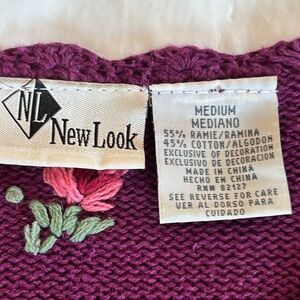 NL
New Look
MEDIUM
MEDIANO
55% RAMIE/RAMINA
45% COTTON/ALGODON
EXCLUSIVE OF DECORATION
EXCLUSIVO DE DECORACION
MADE IN CHINA
HECHO EN CHINA
RN# 82127
SEE REVERSE FOR CARE
VER AL DORSO PARA
CUIDADO